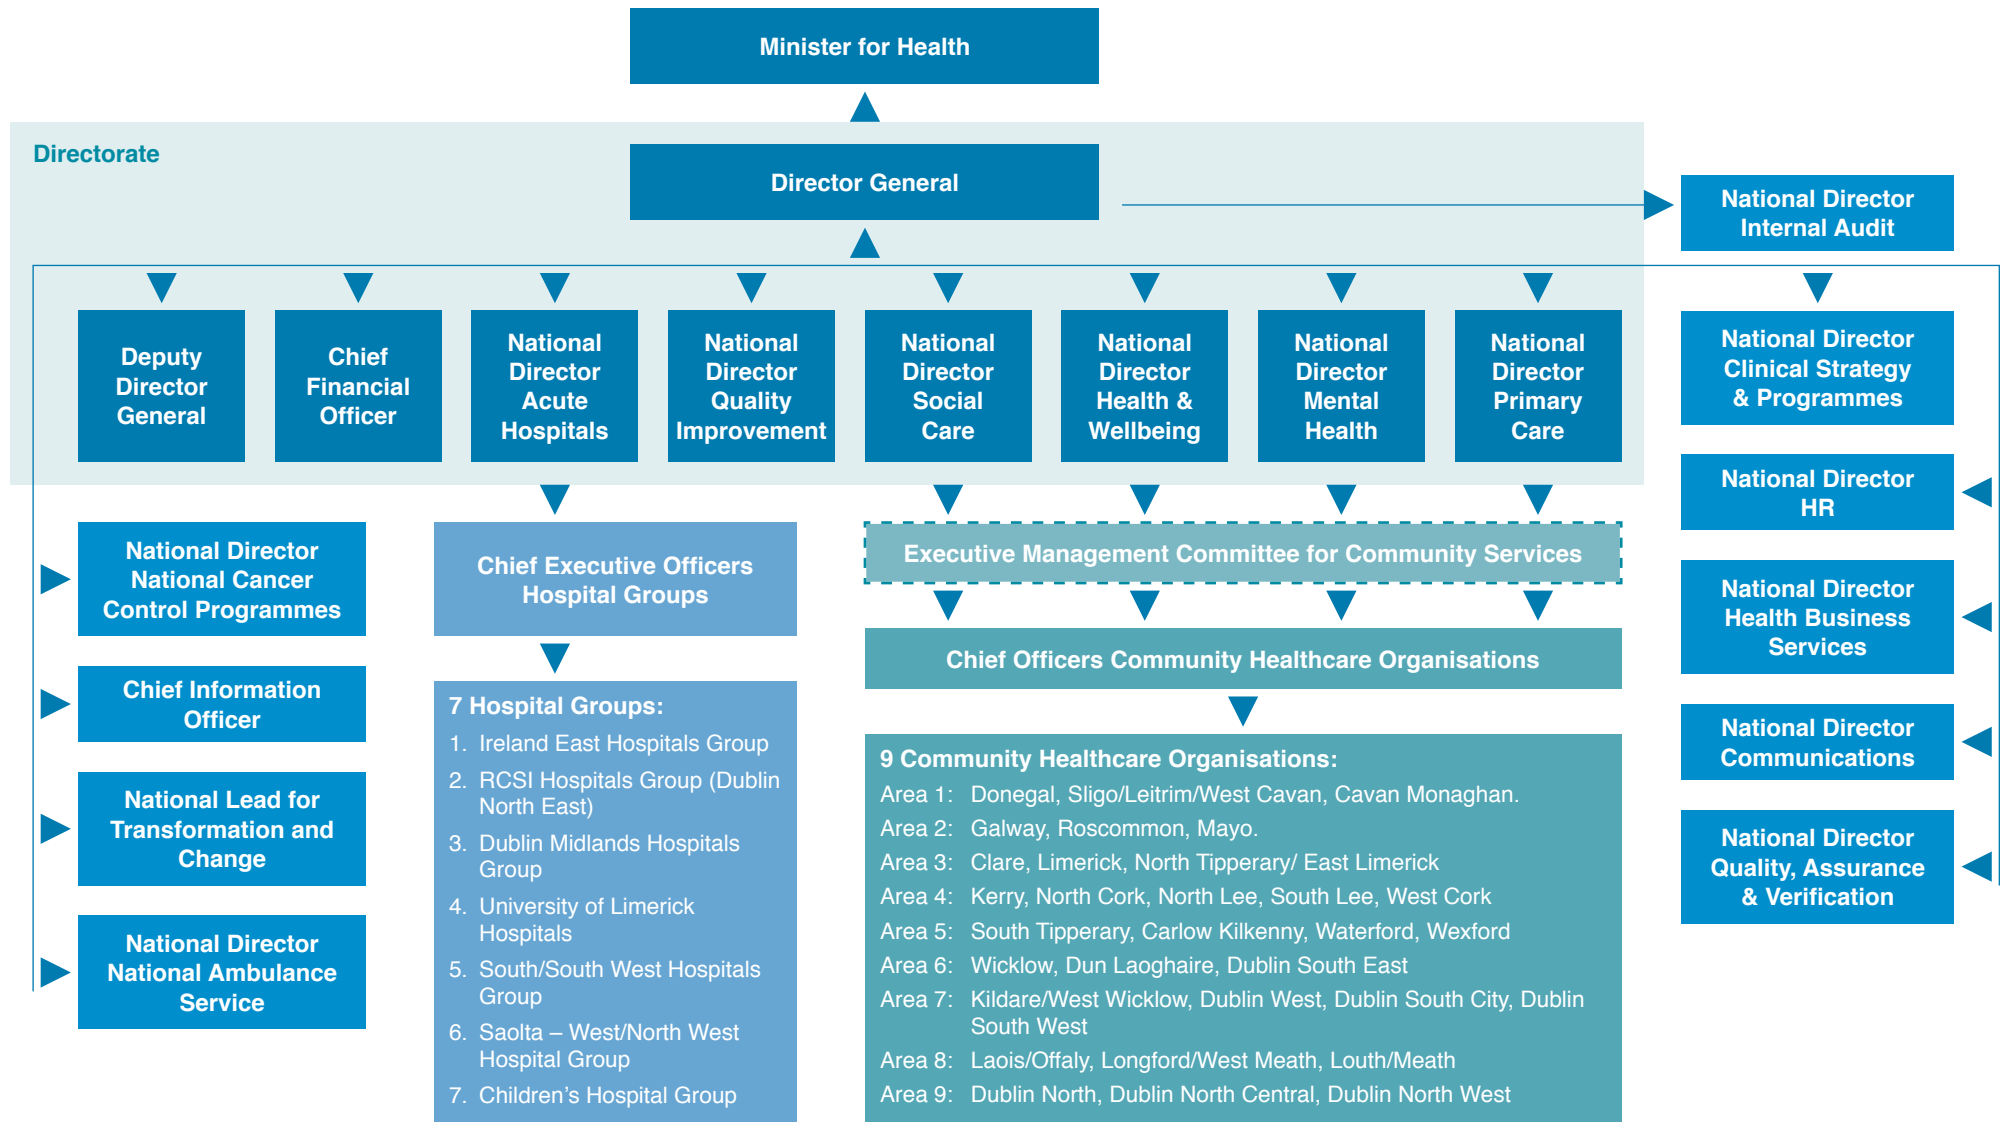 Minister for Health
Directorate
Director General
National Director
Internal Audit
Deputy
Director
General
Chief
Financial
Officer
National
Director
Acute
Hospitals
National
Director
Quality
Improvement
National
Director
Social
Care
National
Director
Health &
Wellbeing
National
Director
Mental
Health
National
Director
Primary
Care
National Director
Clinical Strategy
& Programmes
National Director
HR
National Director
Health Business
Services
National Director
Communications
National Director
Quality, Assurance
& Verification
National Director
National Cancer
Control Programmes
Chief Information
Officer
National Lead for
Transformation and
Change
National Director
National Ambulance
Service
Chief Executive Officers
Hospital Groups
7 Hospital Groups:
1. Ireland East Hospitals Group
2. RCSI Hospitals Group (Dublin
North East)
3. Dublin Midlands Hospitals
Group
4. University of Limerick
Hospitals
5. South/South West Hospitals
Group
6. Saolta – West/North West
Hospital Group
7. Children’s Hospital Group
Executive Management Committee for Community Services
Chief Officers Community Healthcare Organisations
9 Community Healthcare Organisations:
Area 1: Donegal, Sligo/Leitrim/West Cavan, Cavan Monaghan.
Area 2: Galway, Roscommon, Mayo.
Area 3: Clare, Limerick, North Tipperary/ East Limerick
Area 4: Kerry, North Cork, North Lee, South Lee, West Cork
Area 5: South Tipperary, Carlow Kilkenny, Waterford, Wexford
Area 6: Wicklow, Dun Laoghaire, Dublin South East
Area 7: Kildare/West Wicklow, Dublin West, Dublin South City, Dublin
South West
Area 8: Laois/Offaly, Longford/West Meath, Louth/Meath
Area 9: Dublin North, Dublin North Central, Dublin North West